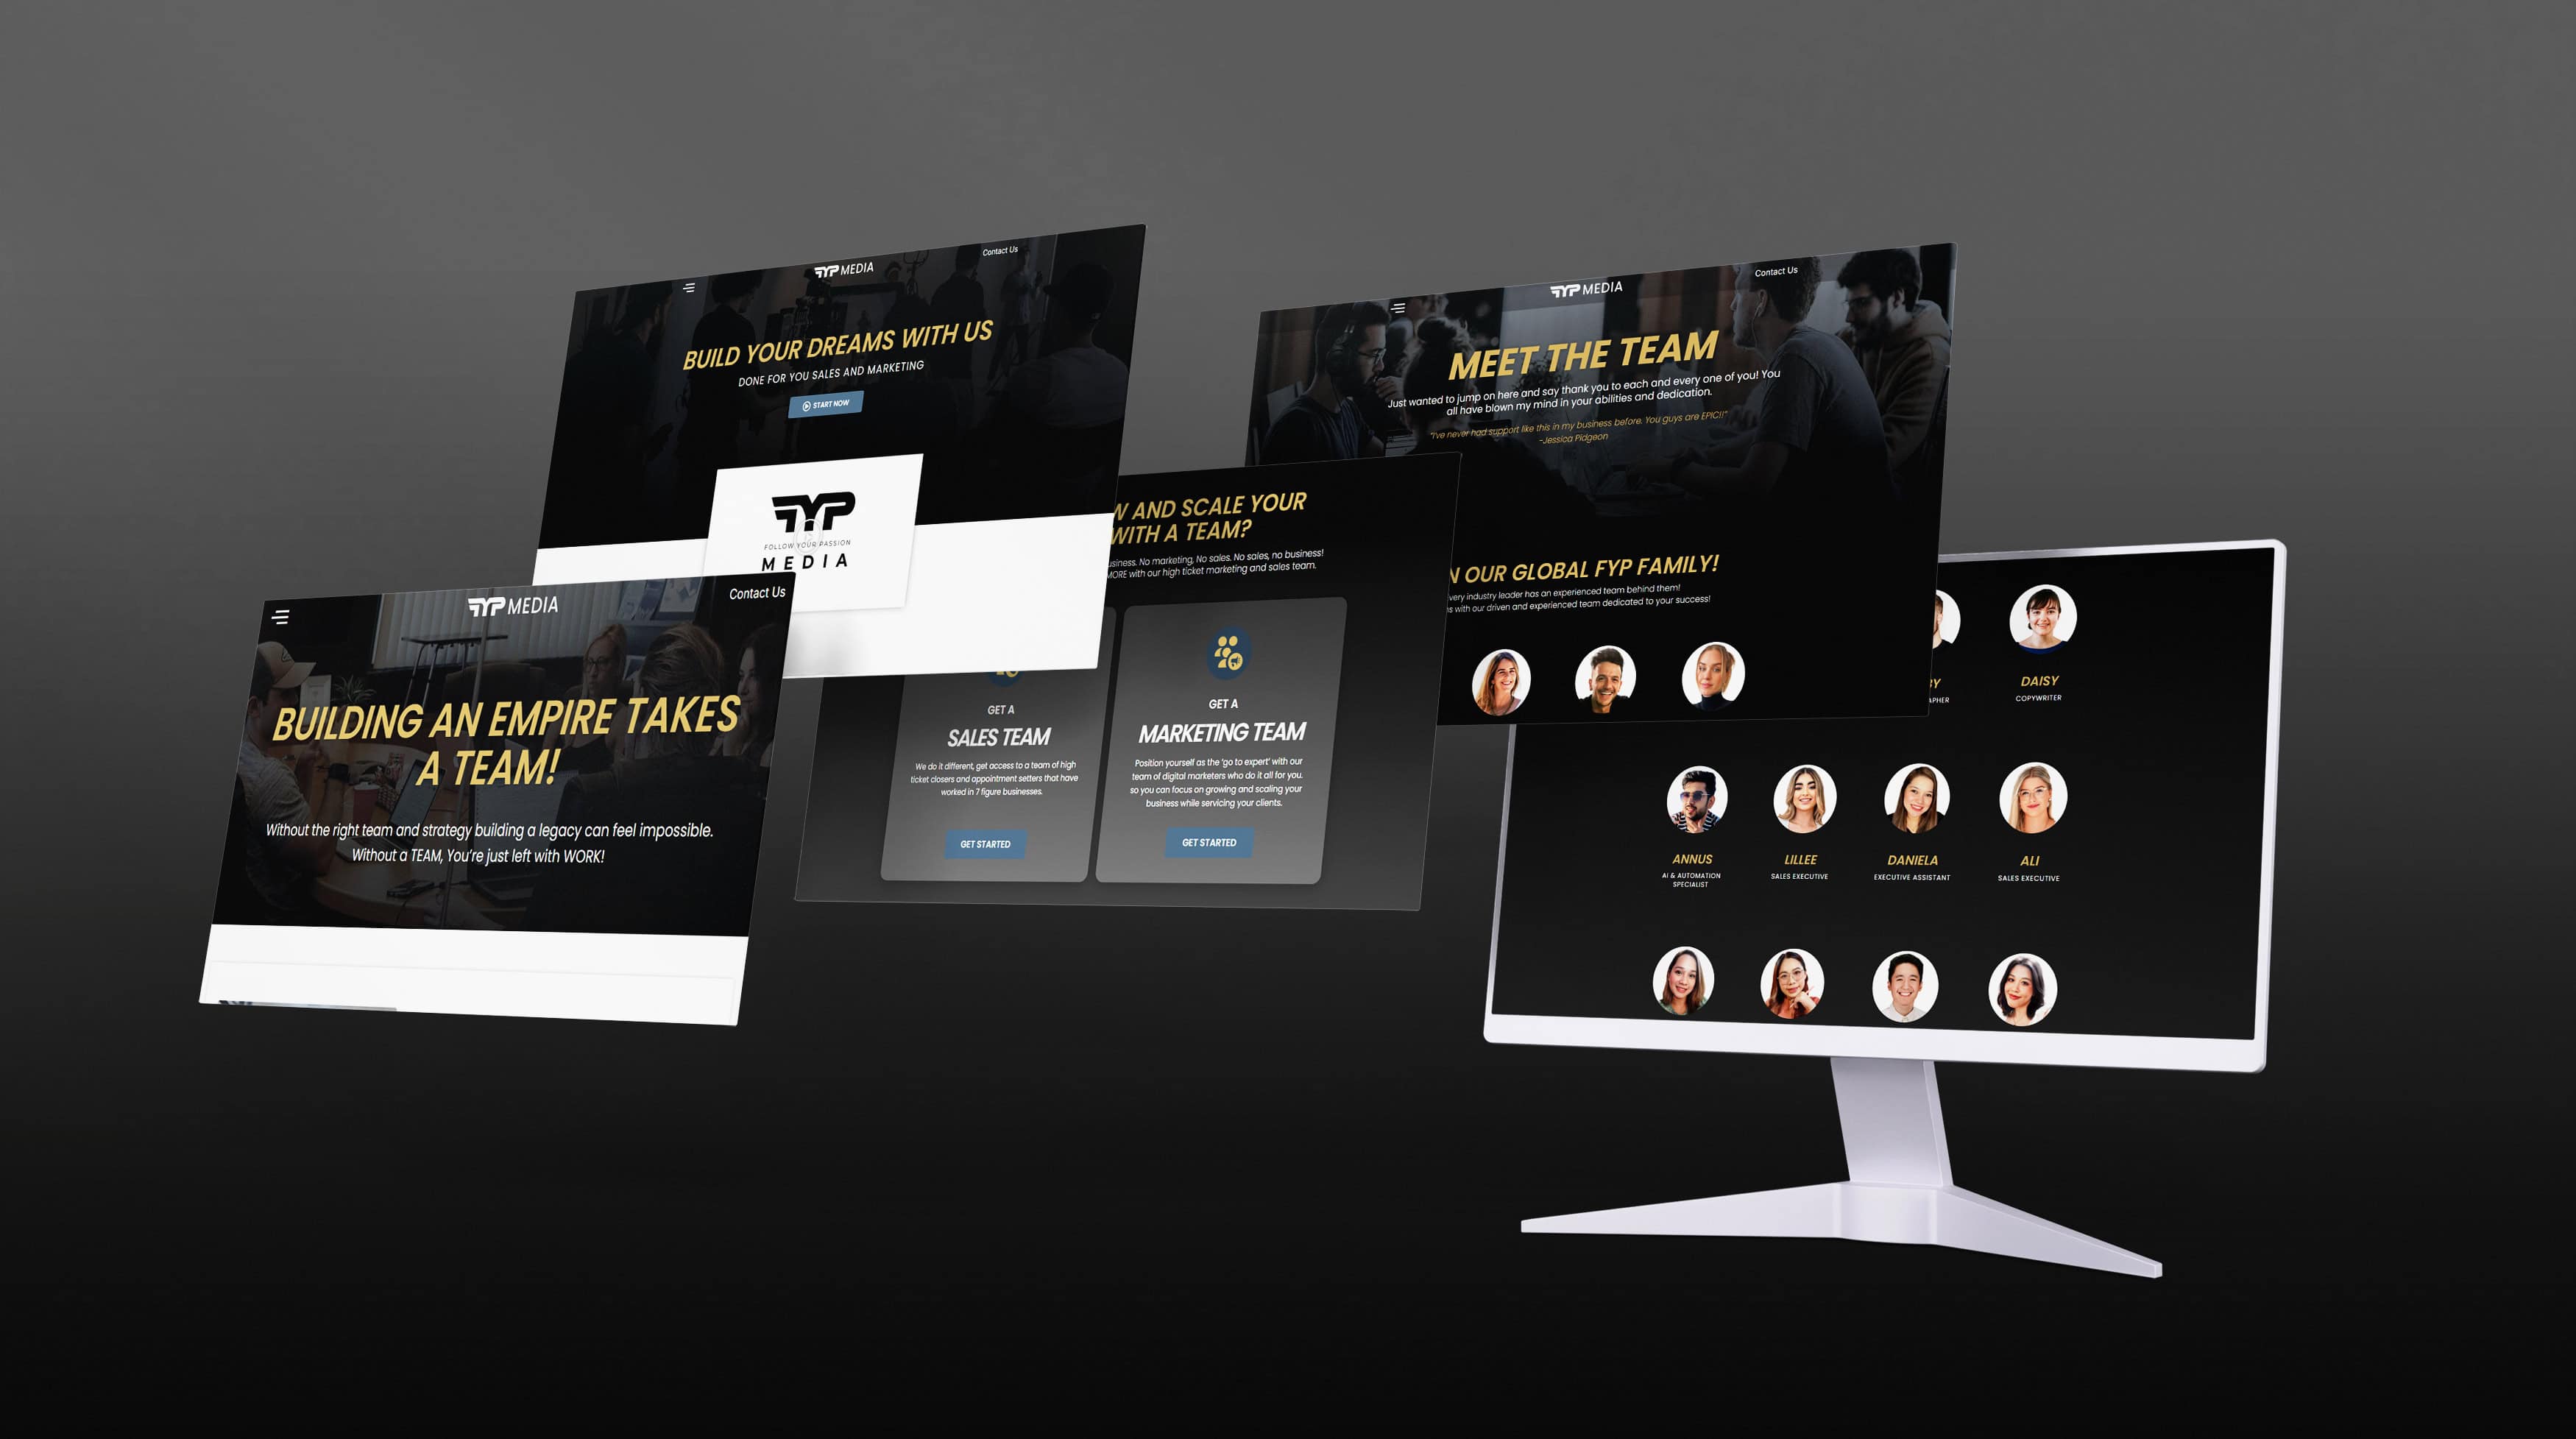 Contact Us
FYP MEDIA
BUILD YOUR DREAMS WITH US
DONE FOR YOU SALES AND MARKETING
START NOW
FYP
FOLLOW YOUR PASSION
MEDIA
Contact Us
FYP MEDIA
BUILDING AN EMPIRE TAKES
A TEAM!
Without the right team and strategy building a legacy can feel impossible.
Without a TEAM, You're just left with WORK!
AND SCALE YOUR
WITH A TEAM?
No marketing, No sales. No sales, no business!
MORE with our high ticket marketing and sales team.
GET A
SALES TEAM
We do it different, get access to a team of high
ticket closers and appointment setters that have
worked in 7 figure businesses.
GET STARTED
GET A
MARKETING TEAM
Position yourself as the 'go to expert' with our
team of digital marketers who do it all for you.
so you can focus on growing and scaling your
business while servicing your clients.
GET STARTED
Contact Us
FYP MEDIA
MEET THE TEAM
Just wanted to jump on here and say thank you to each and every one of you! You
all have blown my mind in your abilities and dedication.
"I've never had support like this in my business before. You guys are EPIC!!"
-Jessica Pidgeon
OUR GLOBAL FYP FAMILY!
very industry leader has an experienced team behind them!
with our driven and experienced team dedicated to your success!
DAISY
COPYWRITER
ANNUS
AI & AUTOMATION
SPECIALIST
LILLEE
SALES EXECUTIVE
DANIELA
EXECUTIVE ASSISTANT
ALI
SALES EXECUTIVE